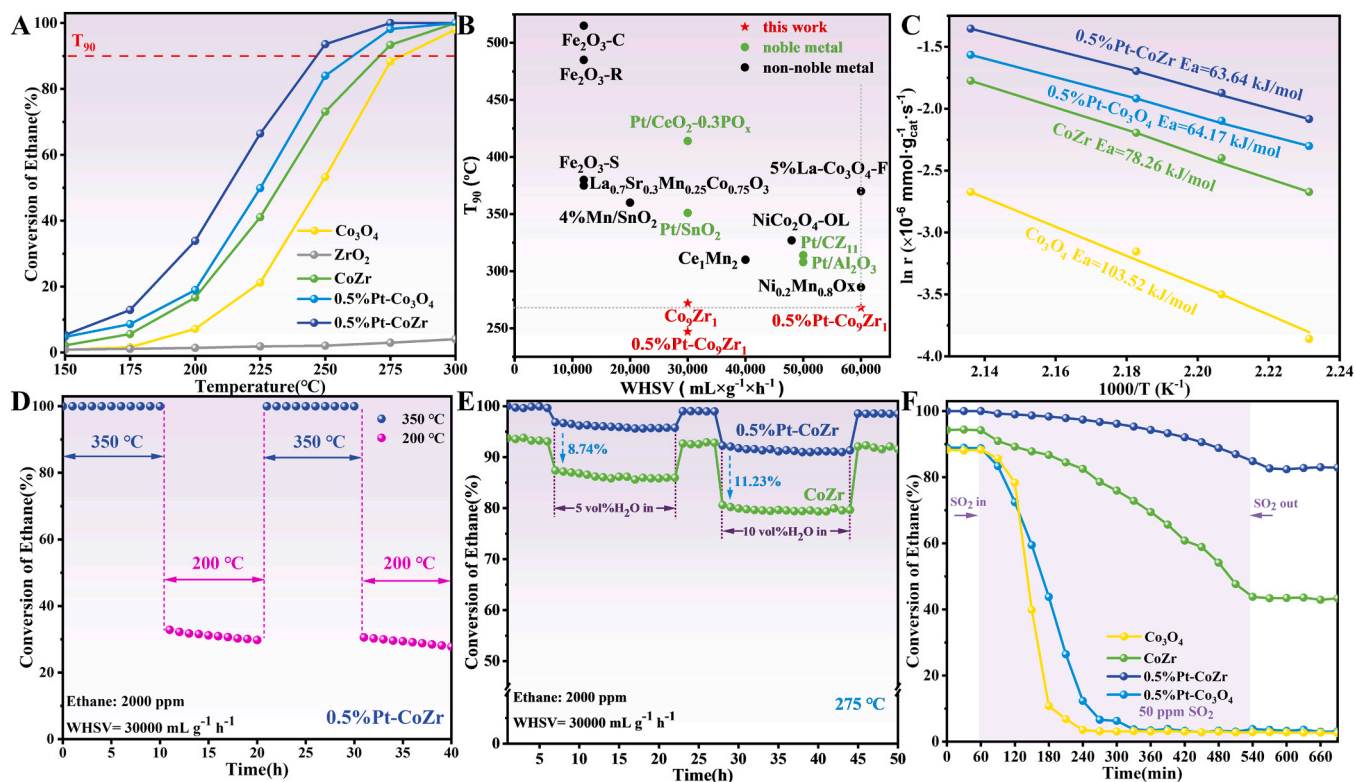 A
T₉₀
Conversion of Ethane(%)
100
90
80
70
60
50
40
30
20
10
0
Co₃O₄
ZrO₂
CoZr
0.5%Pt-Co₃O₄
0.5%Pt-CoZr
150 175 200 225 250 275 300
Temperature(℃)
B
T₉₀ (℃)
525
500
475
450
425
400
375
350
325
300
275
250
this work
noble metal
non-noble metal
Fe₂O₃-C
Fe₂O₃-R
Pt/CeO₂-0.3POₓ
Fe₂O₃-S
5%La-Co₃O₄-F
La₀.₇Sr₀.₃Mn₀.₂₅Co₀.₇₅O₃
4%Mn/SnO₂
Pt/SnO₂
NiCo₂O₄-OL
Pt/CZ₁₁
Ce₁Mn₂
Pt/Al₂O₃
Ni₀.₂Mn₀.₈Ox
Co₉Zr₁
0.5%Pt-Co₉Zr₁
0.5%Pt-Co₉Zr₁
0 10,000 20,000 30,000 40,000 50,000 60,000
WHSV ( mL×g⁻¹×h⁻¹)
C
ln r (×10⁻⁶ mmol·g⁻¹cat·s⁻¹)
-1.5
-2.0
-2.5
-3.0
-3.5
-4.0
0.5%Pt-CoZr Ea=63.64 kJ/mol
0.5%Pt-Co₃O₄ Ea=64.17 kJ/mol
CoZr Ea=78.26 kJ/mol
Co₃O₄ Ea=103.52 kJ/mol
2.14 2.16 2.18 2.20 2.22 2.24
1000/T (K⁻¹)
D
Conversion of Ethane(%)
100
80
60
40
20
0
350 ℃
200 ℃
350 ℃
350 ℃
200 ℃
200 ℃
Ethane: 2000 ppm
WHSV= 30000 mL g⁻¹ h⁻¹
0.5%Pt-CoZr
0 10 20 30 40
Time(h)
E
Conversion of Ethane(%)
100
90
80
70
60
50
0.5%Pt-CoZr
8.74%
11.23%
CoZr
5 vol%H₂O in
10 vol%H₂O in
Ethane: 2000 ppm
WHSV= 30000 mL g⁻¹ h⁻¹
275 ℃
0 10 20 30 40 50
Time(h)
F
Conversion of Ethane(%)
100
80
60
40
20
0
SO₂ in
SO₂ out
Co₃O₄
CoZr
0.5%Pt-CoZr
0.5%Pt-Co₃O₄
50 ppm SO₂
0 60 120 180 240 300 360 420 480 540 600 660
Time(min)